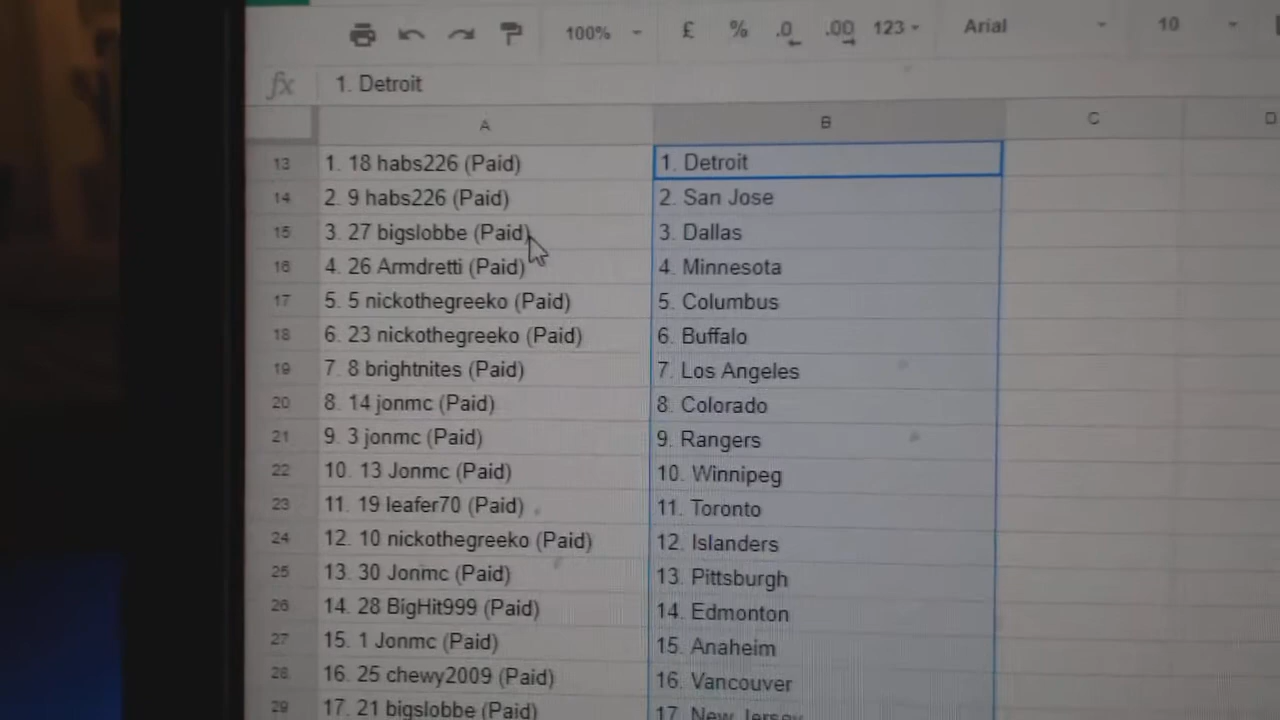 100% £ % .0 .00 123 Arial 10
fx 1. Detroit
A B C D
13 1. 18 habs226 (Paid) 1. Detroit
14 2. 9 habs226 (Paid) 2. San Jose
15 3. 27 bigslobbe (Paid) 3. Dallas
16 4. 26 Armdretti (Paid) 4. Minnesota
17 5. 5 nickothegreeko (Paid) 5. Columbus
18 6. 23 nickothegreeko (Paid) 6. Buffalo
19 7. 8 brightnites (Paid) 7. Los Angeles
20 8. 14 jonmc (Paid) 8. Colorado
21 9. 3 jonmc (Paid) 9. Rangers
22 10. 13 Jonmc (Paid) 10. Winnipeg
23 11. 19 leafer70 (Paid) 11. Toronto
24 12. 10 nickothegreeko (Paid) 12. Islanders
25 13. 30 Jonmc (Paid) 13. Pittsburgh
26 14. 28 BigHit999 (Paid) 14. Edmonton
27 15. 1 Jonmc (Paid) 15. Anaheim
28 16. 25 chewy2009 (Paid) 16. Vancouver
29 17. 21 bigslobbe (Paid) 17. New Jersey